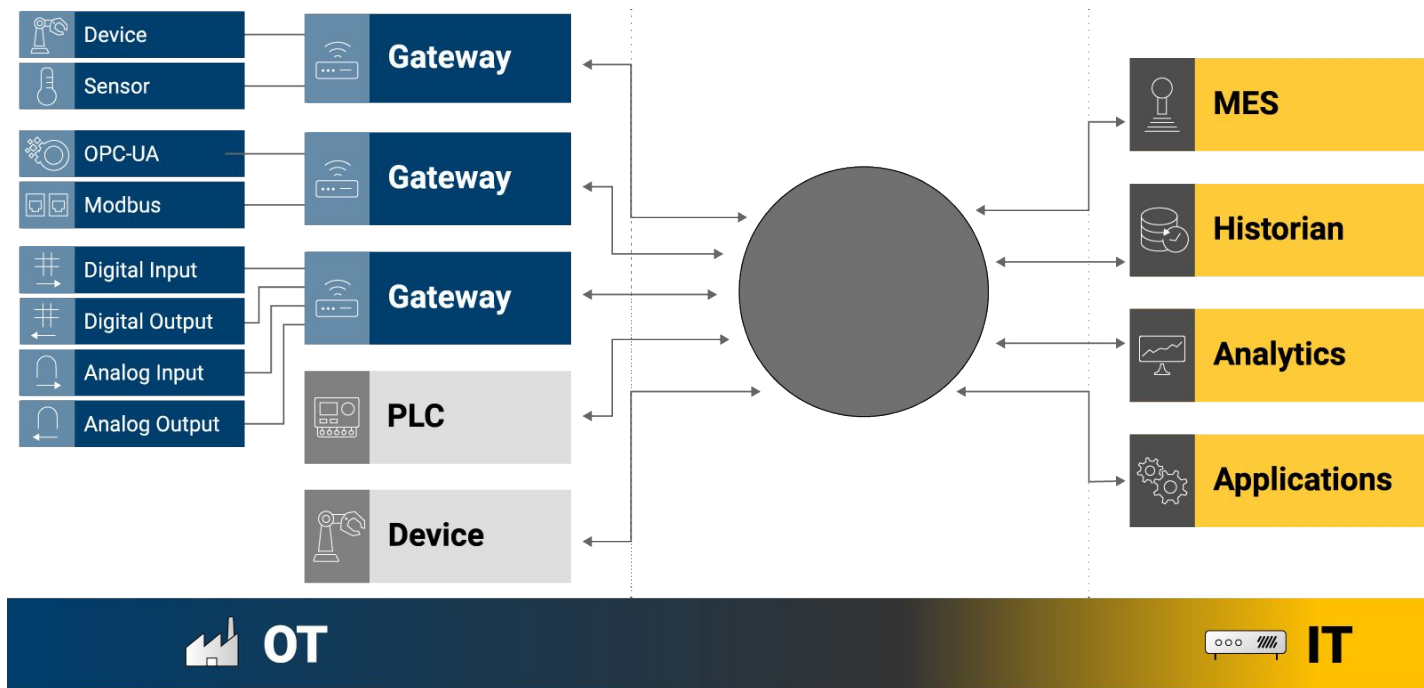 Device
Sensor
Gateway
OPC-UA
Modbus
Gateway
Digital Input
Digital Output
Analog Input
Analog Output
Gateway
PLC
Device
MES
Historian
Analytics
Applications
OT
IT